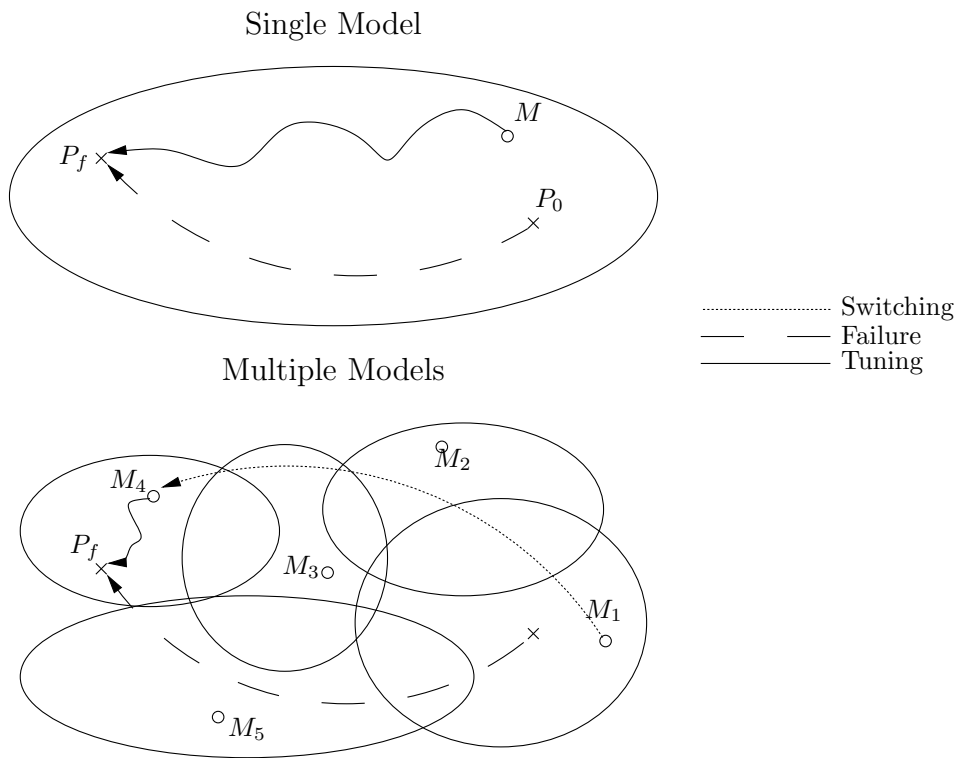 Single Model
M
P_f
P_0
Switching
Failure
Tuning
Multiple Models
M_2
M_4
P_f
M_3
M_1
M_5